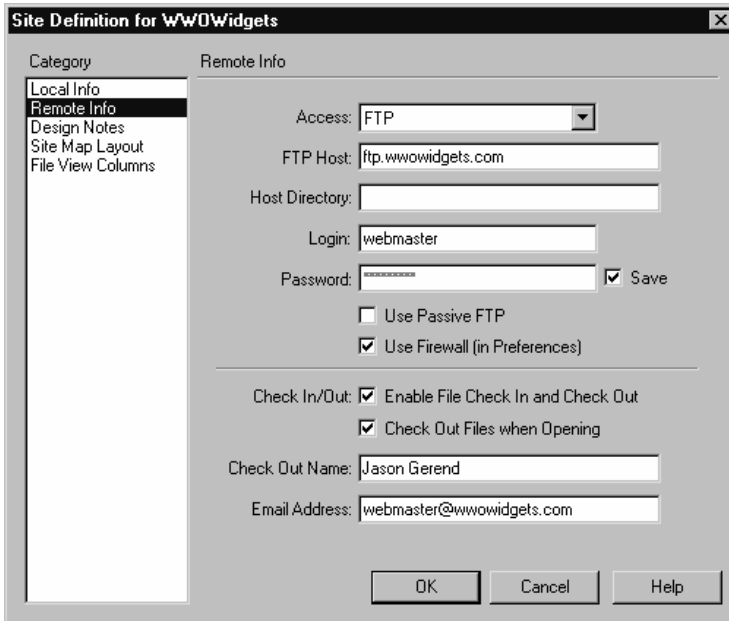 Site Definition for WWOWidgets
Category
Local Info
Remote Info
Design Notes
Site Map Layout
File View Columns
Remote Info
Access: FTP
FTP Host: ftp.wwowidgets.com
Host Directory:
Login: webmaster
Password: ********* Save
Use Passive FTP
Use Firewall (in Preferences)
Check In/Out: Enable File Check In and Check Out
Check Out Files when Opening
Check Out Name: Jason Gerend
Email Address: webmaster@wwowidgets.com
OK Cancel Help